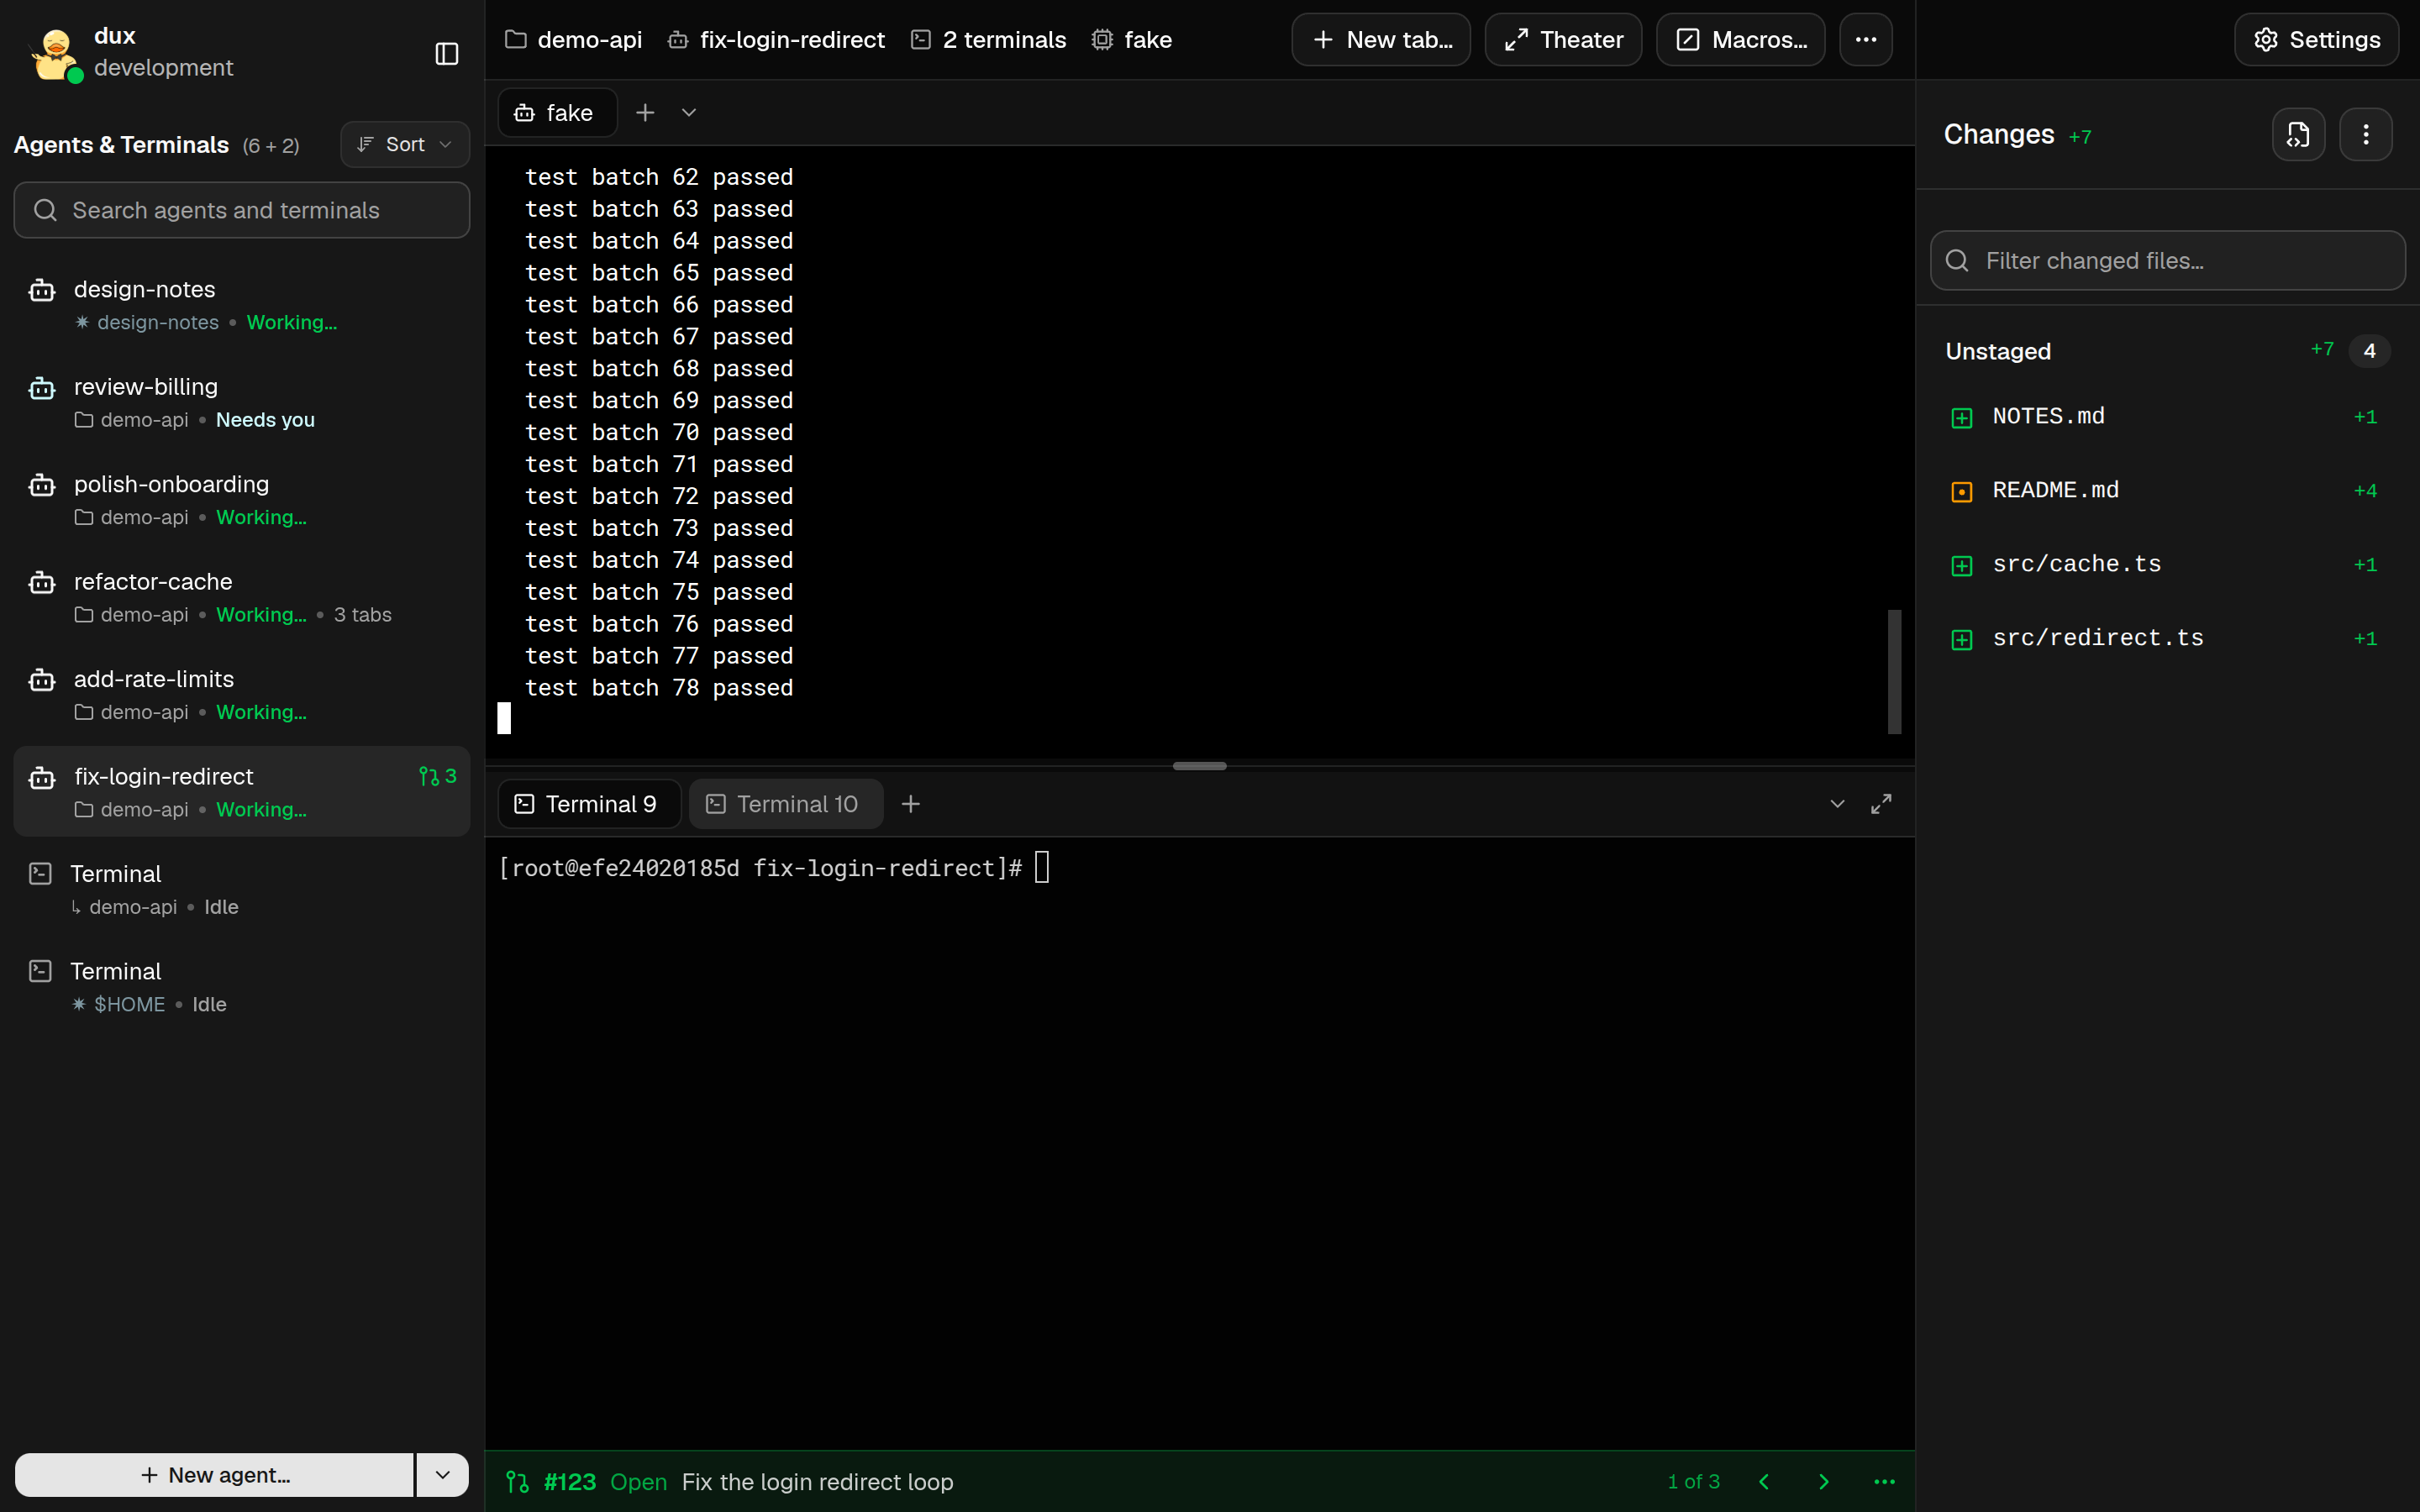 dux
development
Agents & Terminals (6 + 2)
Sort
Search agents and terminals
design-notes
design-notes • Working...
review-billing
demo-api • Needs you
polish-onboarding
demo-api • Working...
refactor-cache
demo-api • Working... • 3 tabs
add-rate-limits
demo-api • Working...
fix-login-redirect 3
demo-api • Working...
Terminal
↳ demo-api • Idle
Terminal
✷ $HOME • Idle
+ New agent...
demo-api fix-login-redirect 2 terminals fake
+ New tab... Theater Macros... ...
fake
test batch 62 passed
test batch 63 passed
test batch 64 passed
test batch 65 passed
test batch 66 passed
test batch 67 passed
test batch 68 passed
test batch 69 passed
test batch 70 passed
test batch 71 passed
test batch 72 passed
test batch 73 passed
test batch 74 passed
test batch 75 passed
test batch 76 passed
test batch 77 passed
test batch 78 passed
Terminal 9 Terminal 10
[root@efe24020185d fix-login-redirect]#
#123 Open Fix the login redirect loop 1 of 3
Settings
Changes +7
Filter changed files...
Unstaged +7 4
NOTES.md +1
README.md +4
src/cache.ts +1
src/redirect.ts +1